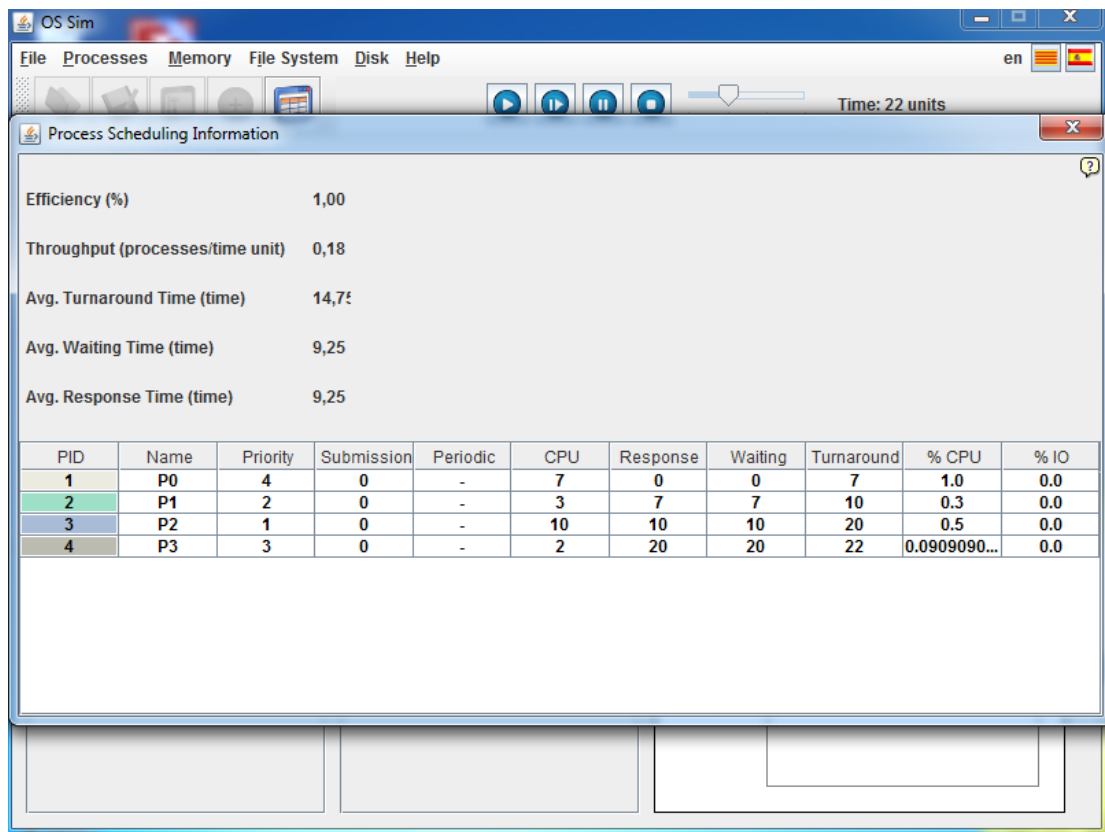 OS Sim
File Processes Memory File System Disk Help en
Time: 22 units
Process Scheduling Information
Efficiency (%) 1,00
Throughput (processes/time unit) 0,18
Avg. Turnaround Time (time) 14,75
Avg. Waiting Time (time) 9,25
Avg. Response Time (time) 9,25
PID Name Priority Submission Periodic CPU Response Waiting Turnaround % CPU % IO
1 P0 4 0 - 7 0 0 7 1.0 0.0
2 P1 2 0 - 3 7 7 10 0.3 0.0
3 P2 1 0 - 10 10 10 20 0.5 0.0
4 P3 3 0 - 2 20 20 22 0.0909090... 0.0